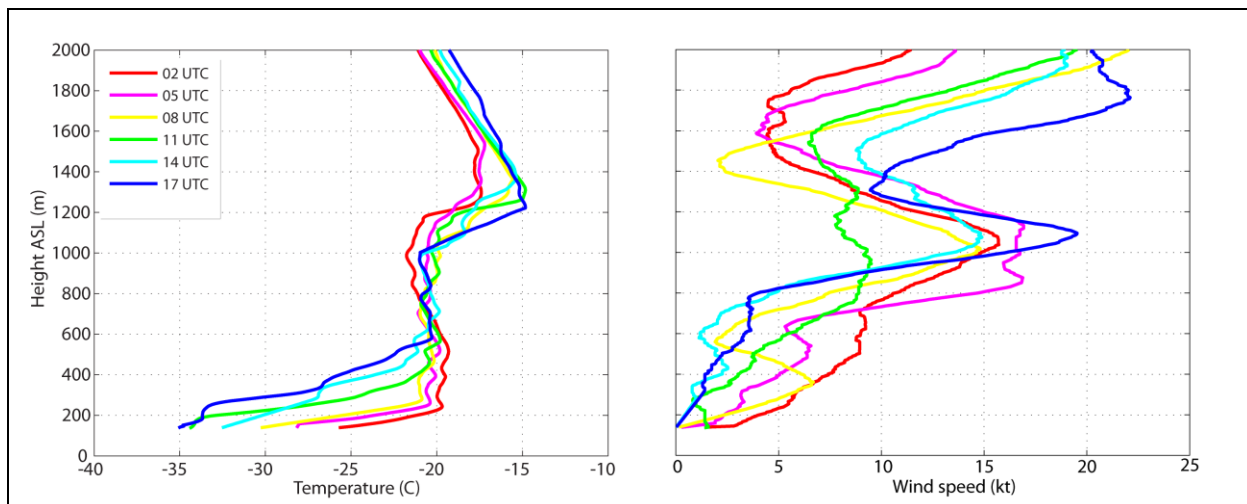 2000
1800
1600
1400
1200
1000
800
600
400
200
0
Height ASL (m)
02 UTC
05 UTC
08 UTC
11 UTC
14 UTC
17 UTC
-40 -35 -30 -25 -20 -15 -10
Temperature (C)
0 5 10 15 20 25
Wind speed (kt)